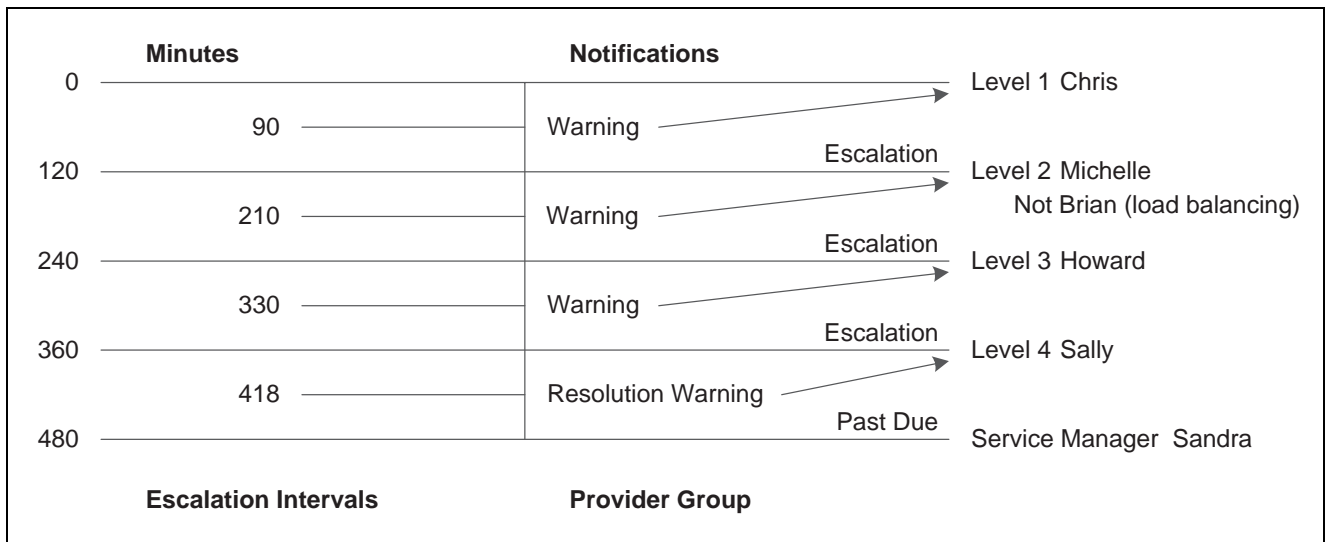 Minutes Notifications
0 Level 1 Chris
90 Warning
Escalation
120 Level 2 Michelle
Not Brian (load balancing)
210 Warning
Escalation
240 Level 3 Howard
330 Warning
Escalation
360 Level 4 Sally
418 Resolution Warning
Past Due
480 Service Manager Sandra
Escalation Intervals Provider Group